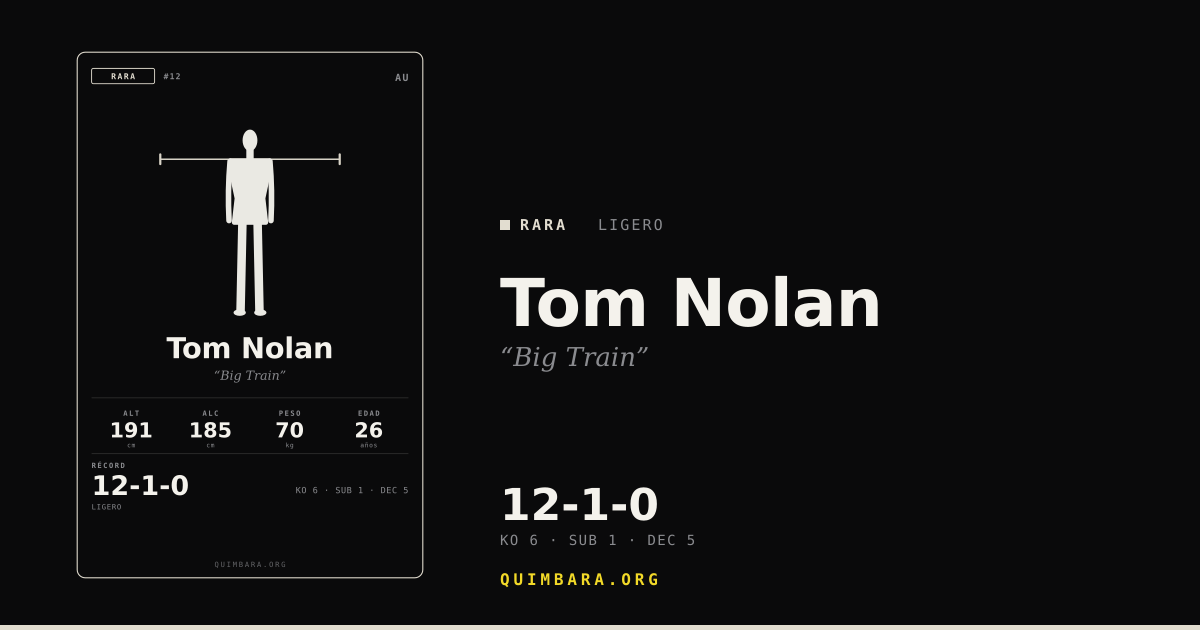 RARA #12 AU
Tom Nolan
“Big Train”
ALT ALC PESO EDAD
191 185 70 26
cm cm kg años
RÉCORD
12-1-0 KO 6 · SUB 1 · DEC 5
LIGERO
QUIMBARA.ORG
RARA LIGERO
Tom Nolan
“Big Train”
12-1-0
KO 6 · SUB 1 · DEC 5
QUIMBARA.ORG